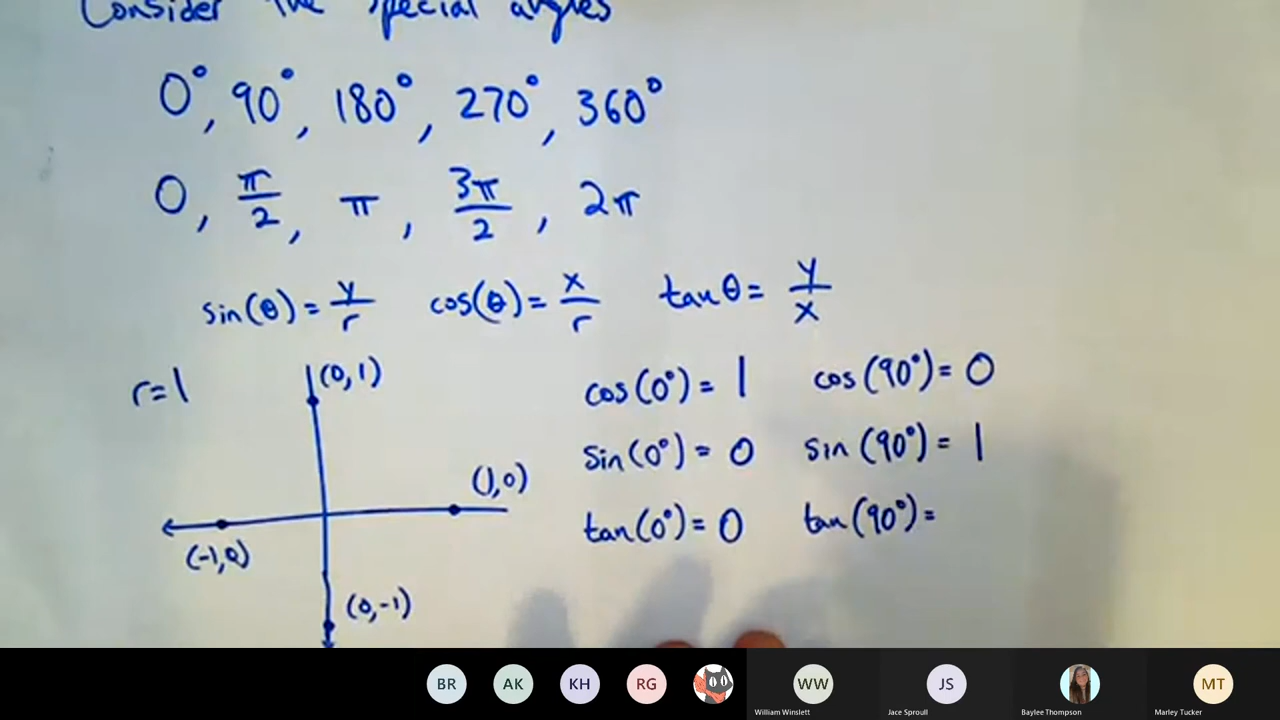 Consider the special angles
0°, 90°, 180°, 270°, 360°
0, π/2, π, 3π/2, 2π
sin(θ) = y/r cos(θ) = x/r tan θ = y/x
r=1
(0,1)
(1,0)
(-1,0)
(0,-1)
cos(0°) = 1 cos(90°) = 0
sin(0°) = 0 sin(90°) = 1
tan(0°) = 0 tan(90°) =
BR AK KH RG WW JS MT
William Winslett Jace Sproull Baylee Thompson Marley Tucker